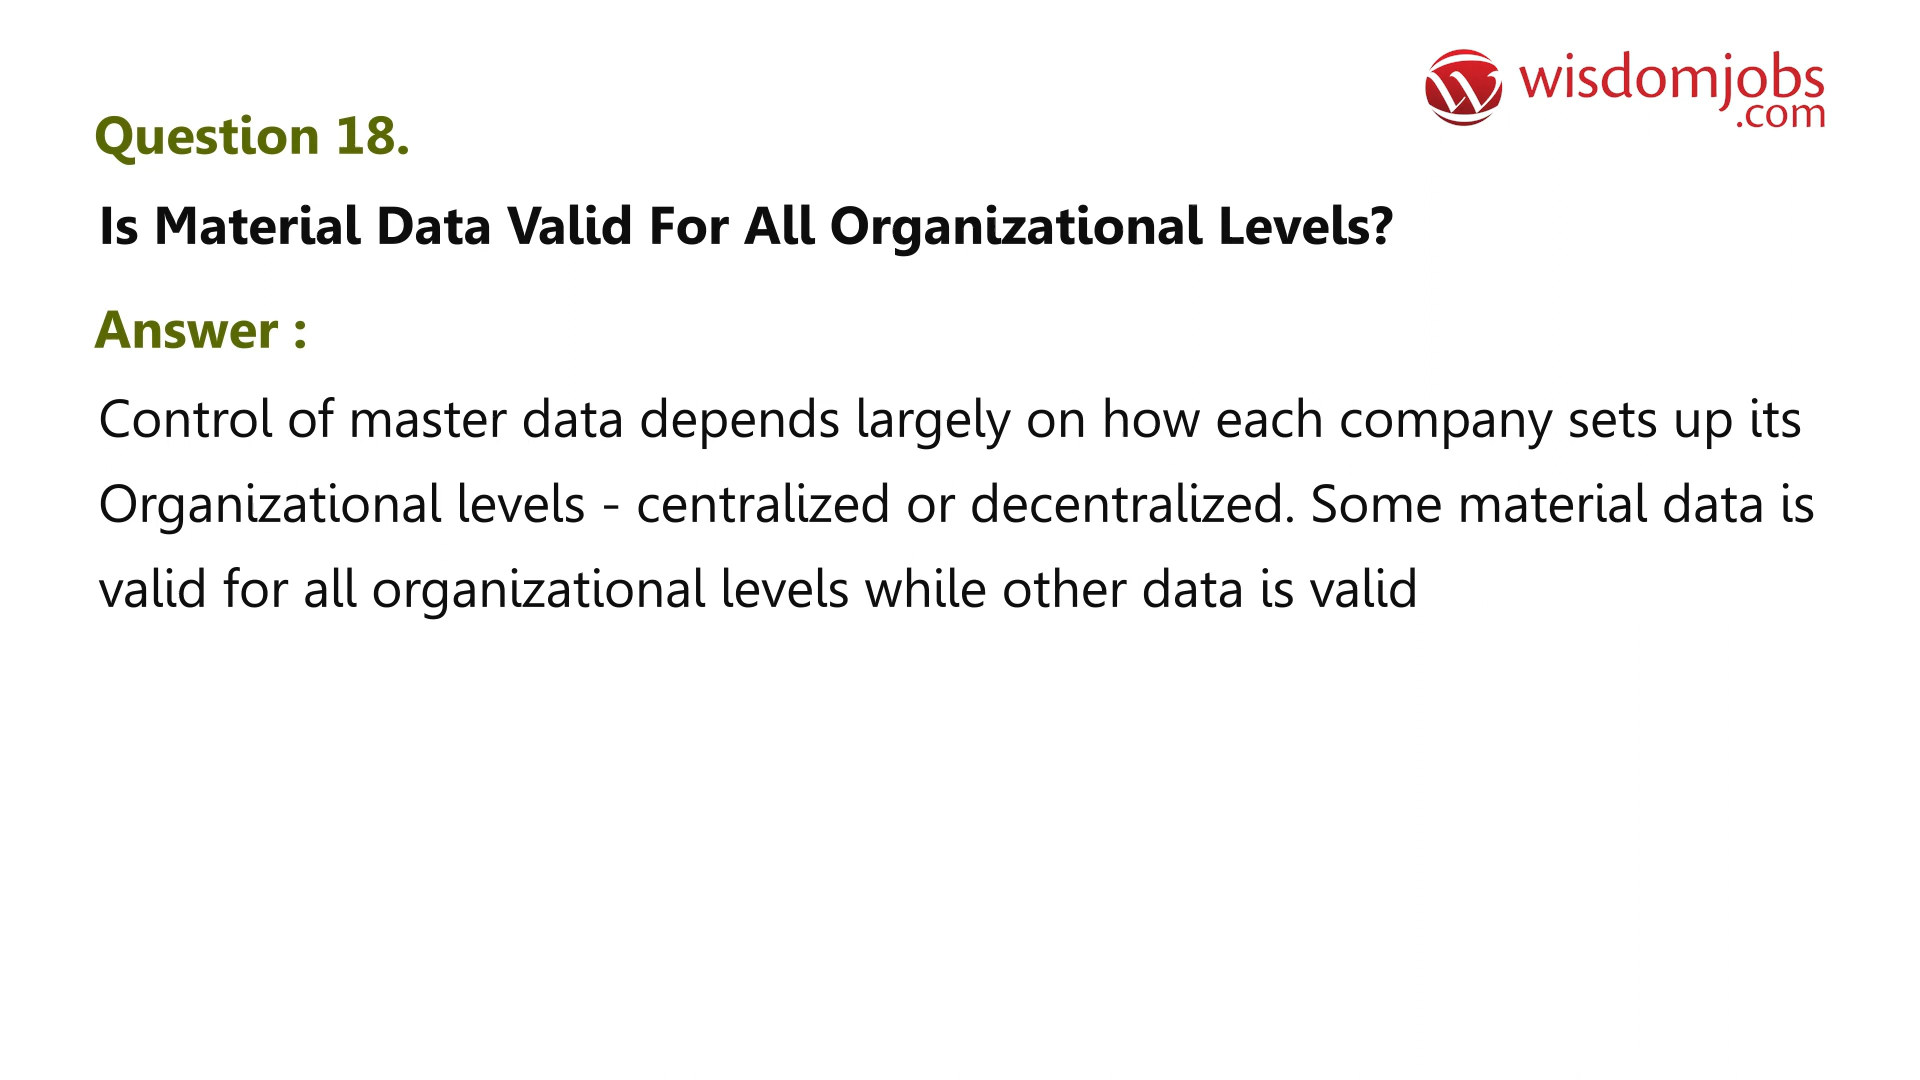 wisdomjobs
.com
Question 18.
Is Material Data Valid For All Organizational Levels?
Answer :
Control of master data depends largely on how each company sets up its
Organizational levels - centralized or decentralized. Some material data is
valid for all organizational levels while other data is valid